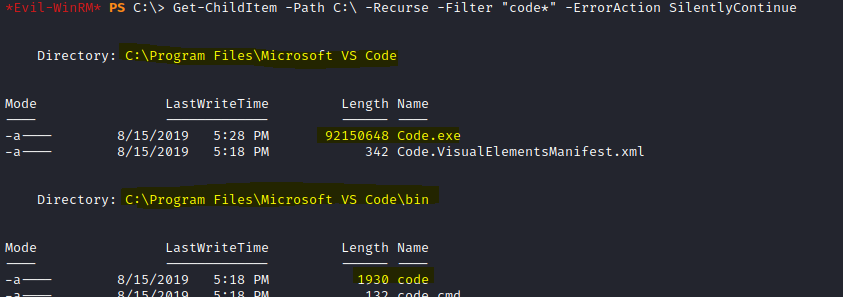 *Evil-WinRM* PS C:\> Get-ChildItem -Path C:\ -Recurse -Filter "code*" -ErrorAction SilentlyContinue
Directory: C:\Program Files\Microsoft VS Code
Mode LastWriteTime Length Name
---- ------------- ------ ----
-a---- 8/15/2019 5:28 PM 92150648 Code.exe
-a---- 8/15/2019 5:18 PM 342 Code.VisualElementsManifest.xml
Directory: C:\Program Files\Microsoft VS Code\bin
Mode LastWriteTime Length Name
---- ------------- ------ ----
-a---- 8/15/2019 5:18 PM 1930 code
-a---- 8/15/2019 5:18 PM 132 code.cmd